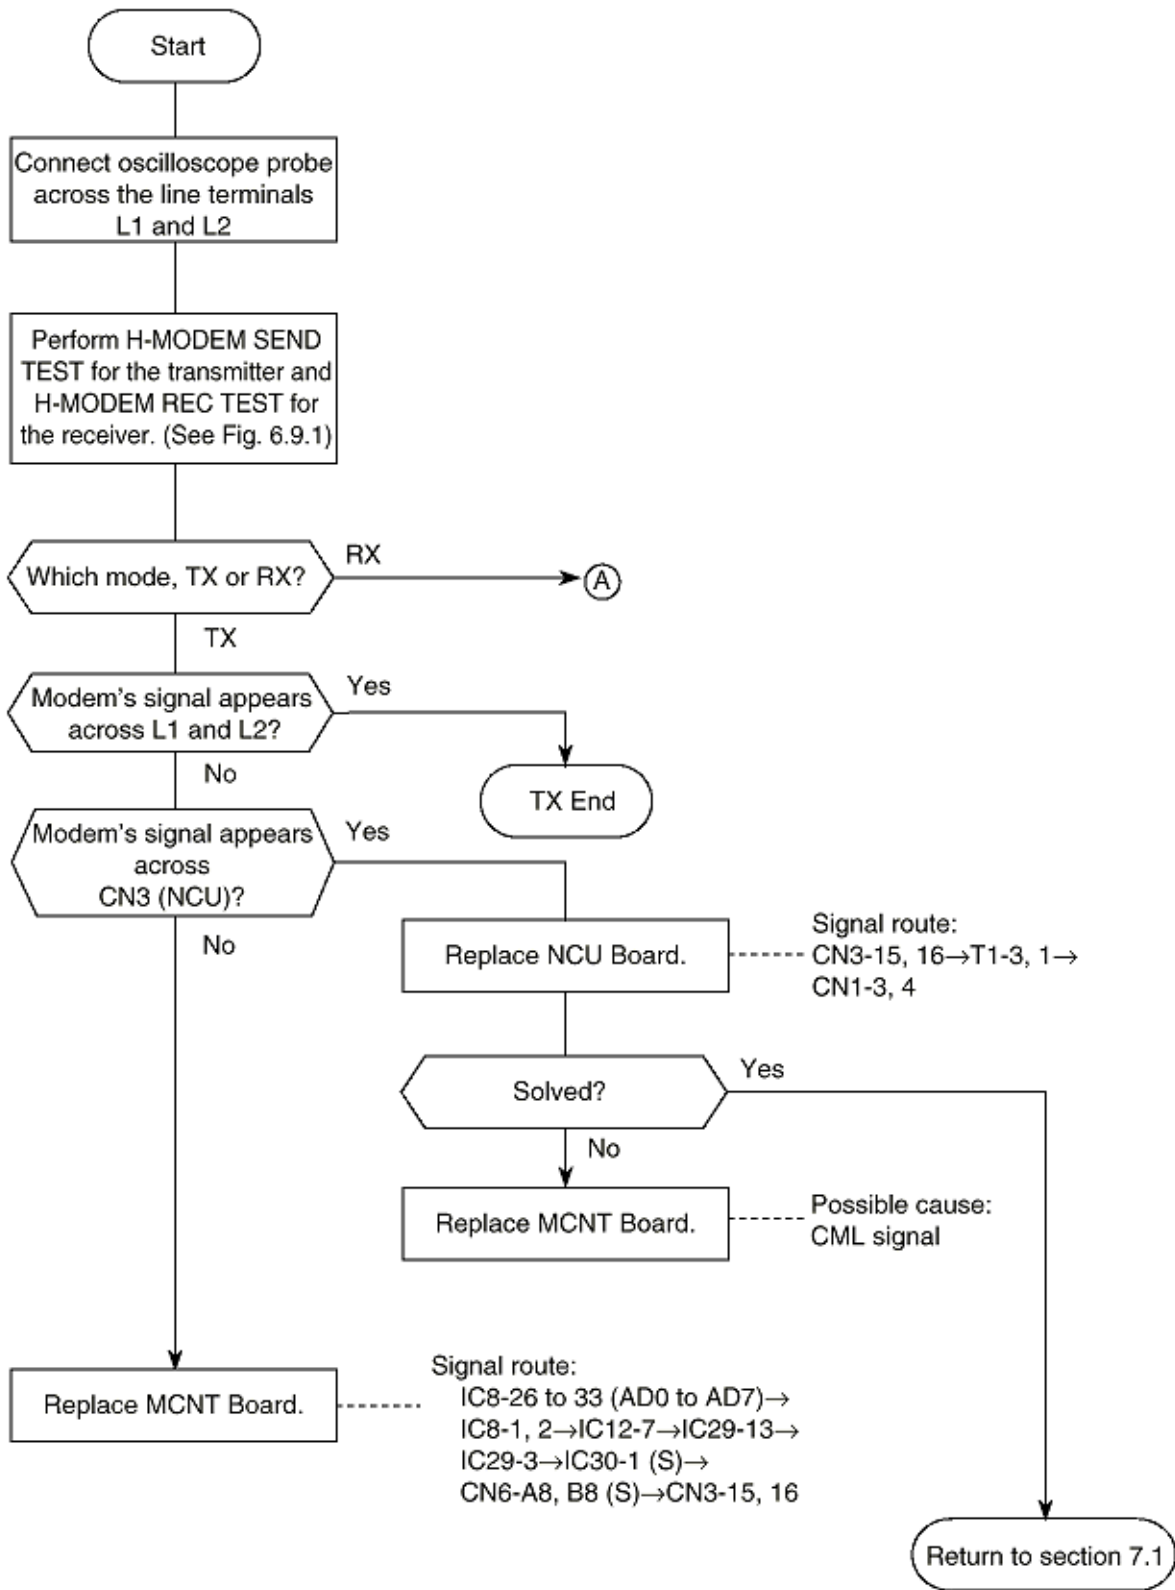 Start
Connect oscilloscope probe
across the line terminals
L1 and L2
Perform H-MODEM SEND
TEST for the transmitter and
H-MODEM REC TEST for
the receiver. (See Fig. 6.9.1)
Which mode, TX or RX?
RX
A
TX
Modem's signal appears
across L1 and L2?
Yes
No
TX End
Modem's signal appears
across
CN3 (NCU)?
Yes
No
Replace NCU Board.
Signal route:
CN3-15, 16→T1-3, 1→
CN1-3, 4
Solved?
Yes
No
Replace MCNT Board.
Possible cause:
CML signal
Replace MCNT Board.
Signal route:
IC8-26 to 33 (AD0 to AD7)→
IC8-1, 2→IC12-7→IC29-13→
IC29-3→IC30-1 (S)→
CN6-A8, B8 (S)→CN3-15, 16
Return to section 7.1